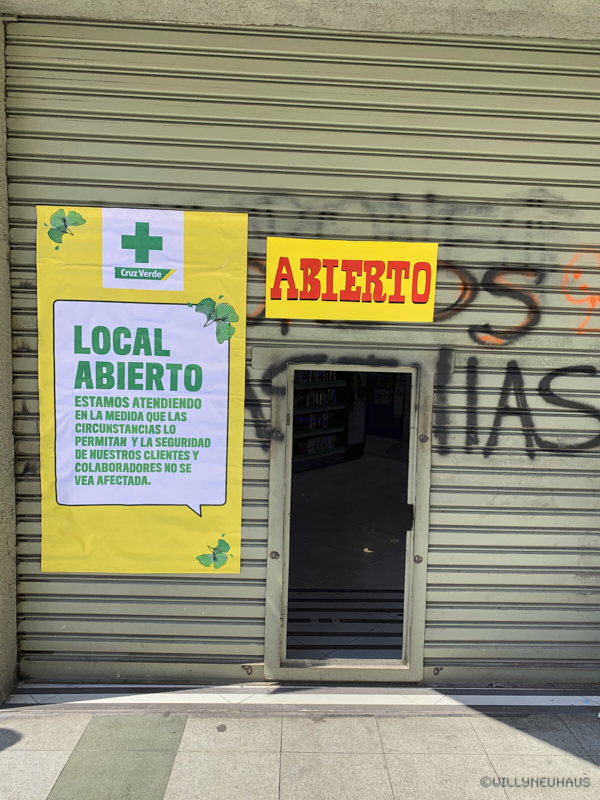 Cruz Verde
LOCAL
ABIERTO
ESTAMOS ATENDIENDO
EN LA MEDIDA QUE LAS
CIRCUNSTANCIAS LO
PERMITAN Y LA SEGURIDAD
DE NUESTROS CLIENTES Y
COLABORADORES NO SE
VEA AFECTADA.
ABIERTO
©WILLYNEUHAUS